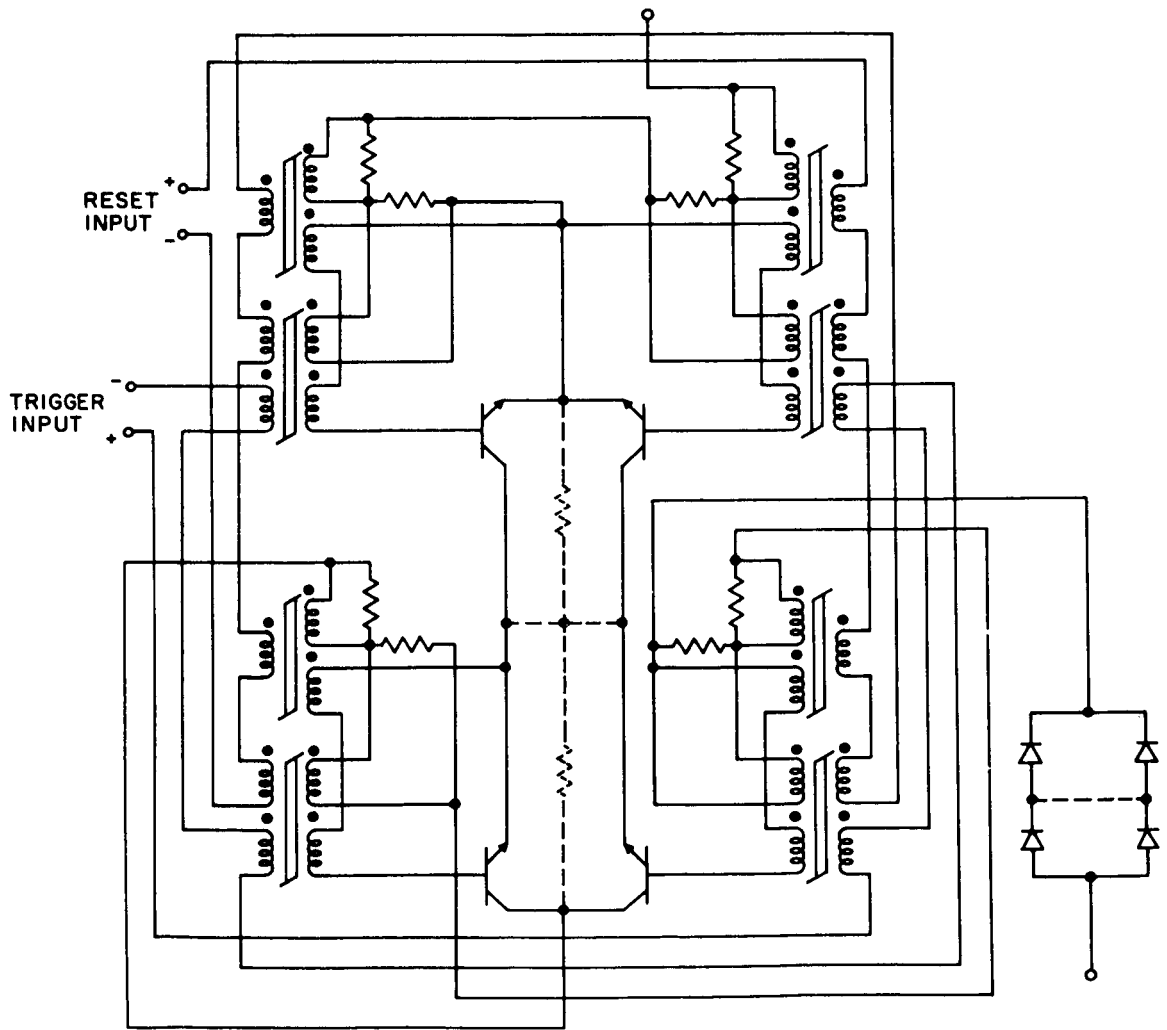 RESET
INPUT
+
-
TRIGGER
INPUT
-
+